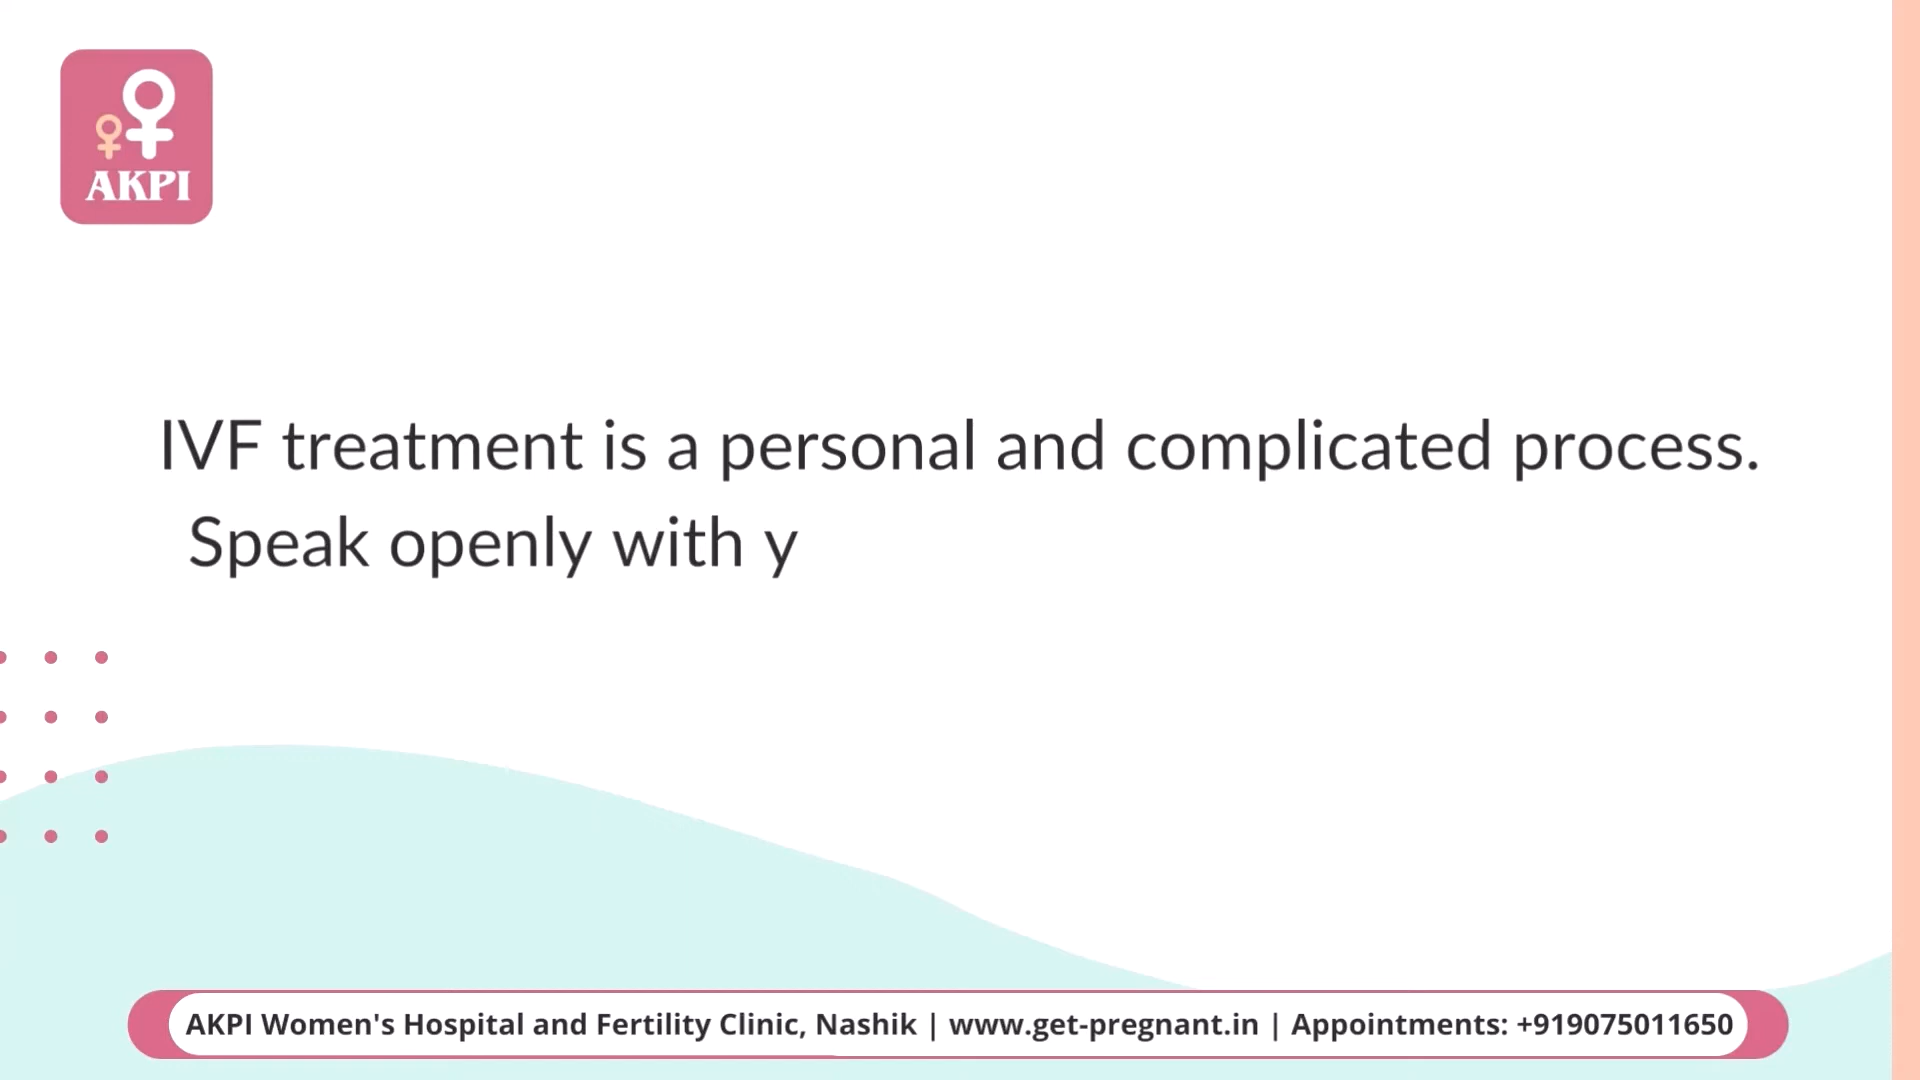 AKPI
IVF treatment is a personal and complicated process.
Speak openly with y
AKPI Women's Hospital and Fertility Clinic, Nashik | www.get-pregnant.in | Appointments: +919075011650